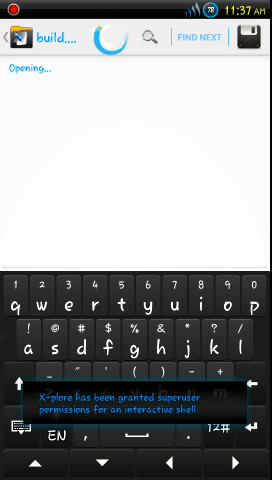 78 11:37 AM
build.... FIND NEXT
Opening...
1 2 3 4 5 6 7 8 9 0
q w e r t y u i o p
! @ # $ % & * ? /
a s d f g h j k l
_ " ' ( ) - +
X-plore has been granted superuser
permissions for an interactive shell
EN , . 12#